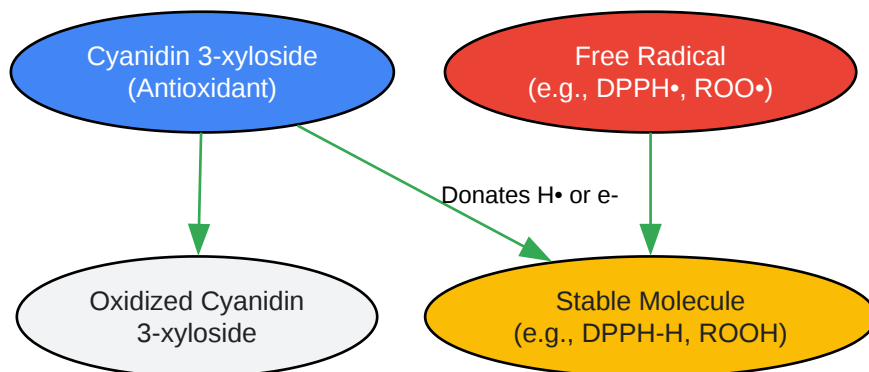 Cyanidin 3-xyloside
(Antioxidant)
Free Radical
(e.g., DPPH•, ROO•)
Donates H• or e-
Oxidized Cyanidin
3-xyloside
Stable Molecule
(e.g., DPPH-H, ROOH)